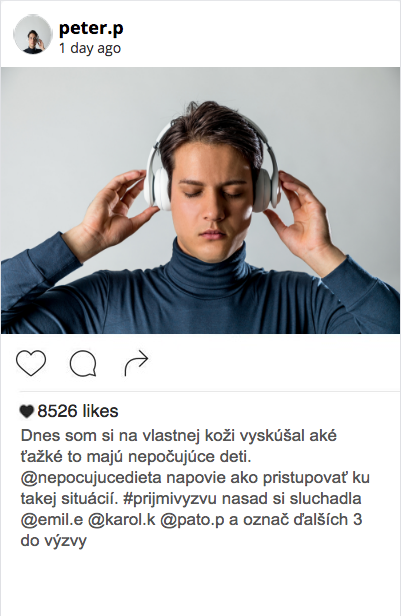 peter.p
1 day ago
8526 likes
Dnes som si na vlastnej koži vyskúšal aké
ťažké to majú nepočujúce deti.
@nepocujucedieta napovie ako pristupovať ku
takej situácií. #prijmivyzvu nasad si sluchadla
@emil.e @karol.k @pato.p a označ ďalších 3
do výzvy